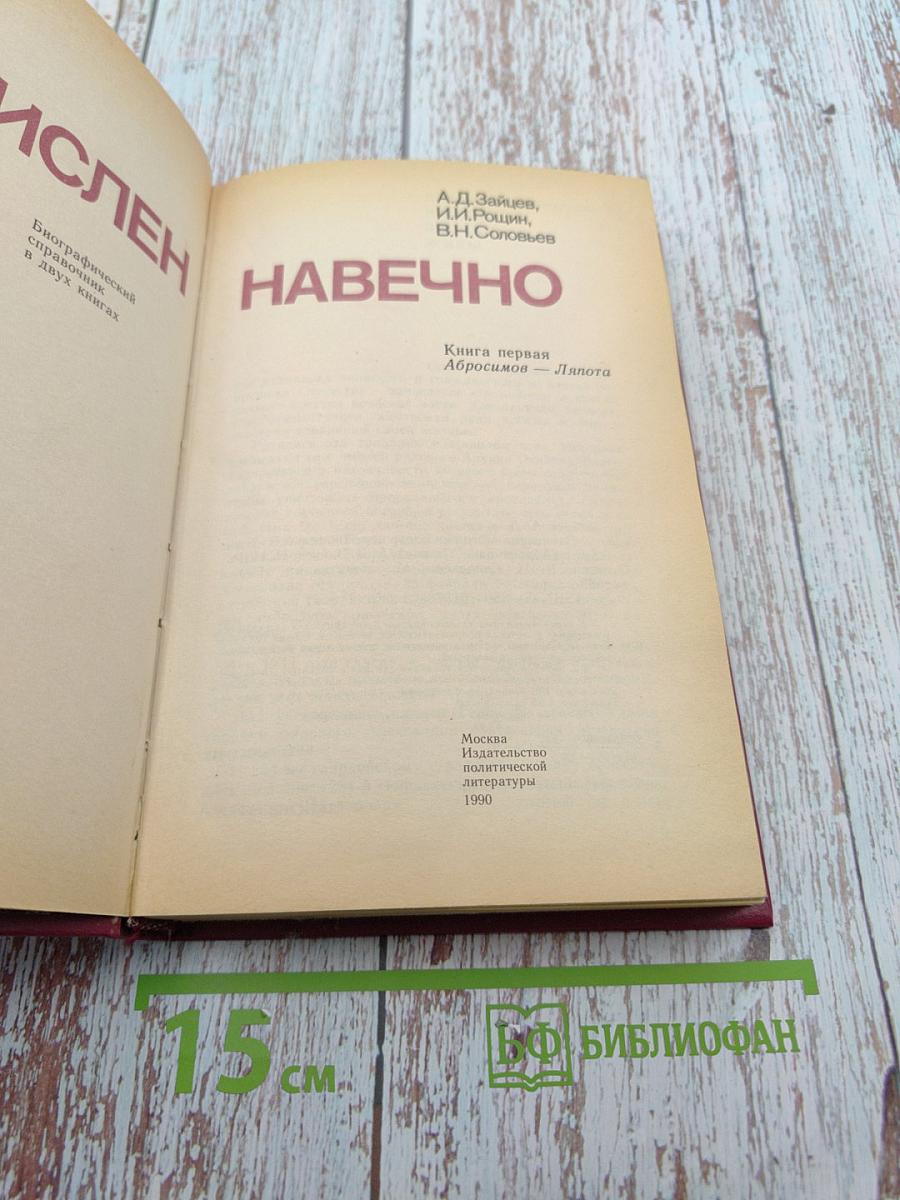 ИСЛЕН
Биографический
справочник
в двух книгах
А.Д.Зайцев,
И.И.Рощин,
В.Н.Соловьев
НАВЕЧНО
Книга первая
Абросимов — Ляпота
Москва
Издательство
политической
литературы
1990
15 см
БФ БИБЛИОФАН